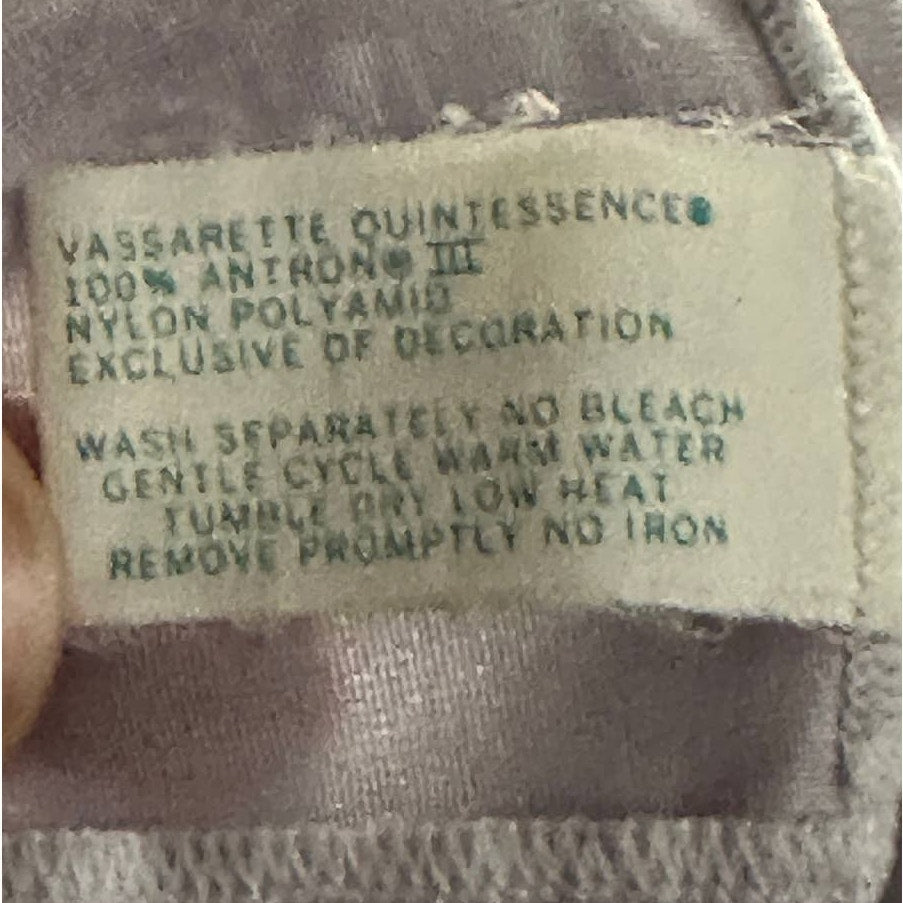 VASSARETTE QUINTESSENCE®
100% ANTRON® III
NYLON POLYAMID
EXCLUSIVE OF DECORATION
WASH SEPARATELY NO BLEACH
GENTLE CYCLE WARM WATER
TUMBLE DRY LOW HEAT
REMOVE PROMPTLY NO IRON